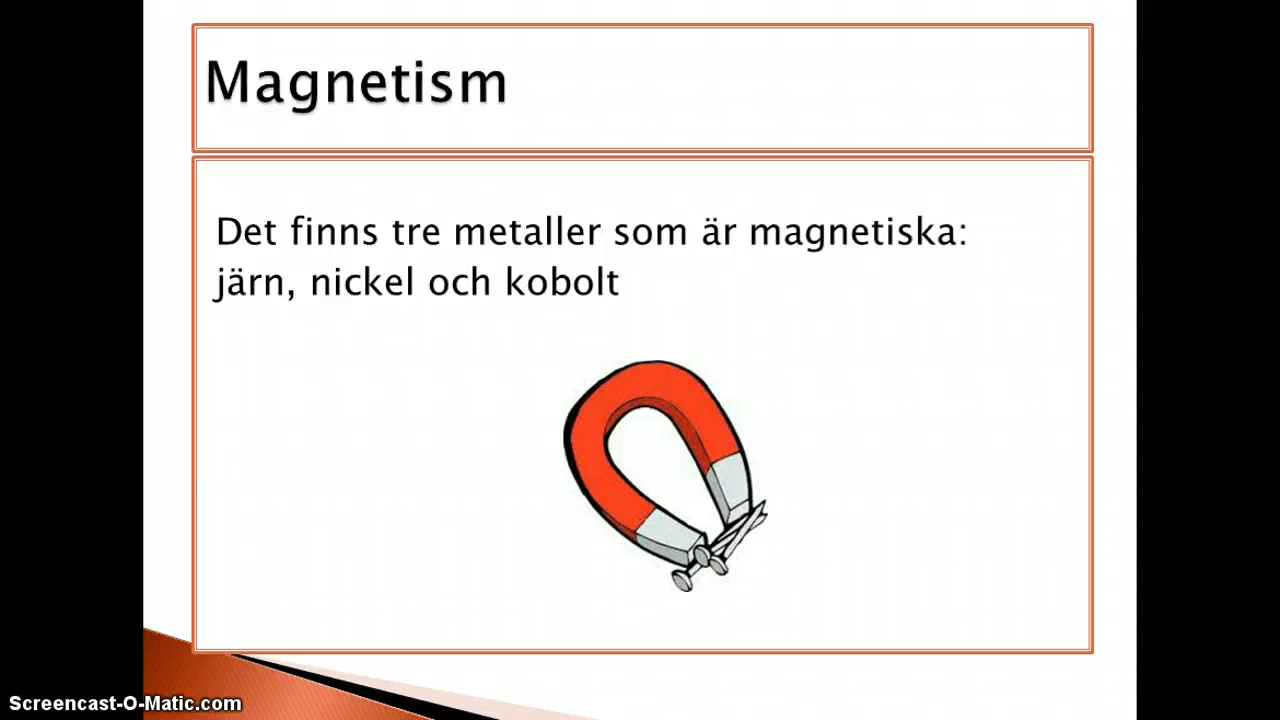 Magnetism
Det finns tre metaller som är magnetiska:
järn, nickel och kobolt
Screencast-O-Matic.com